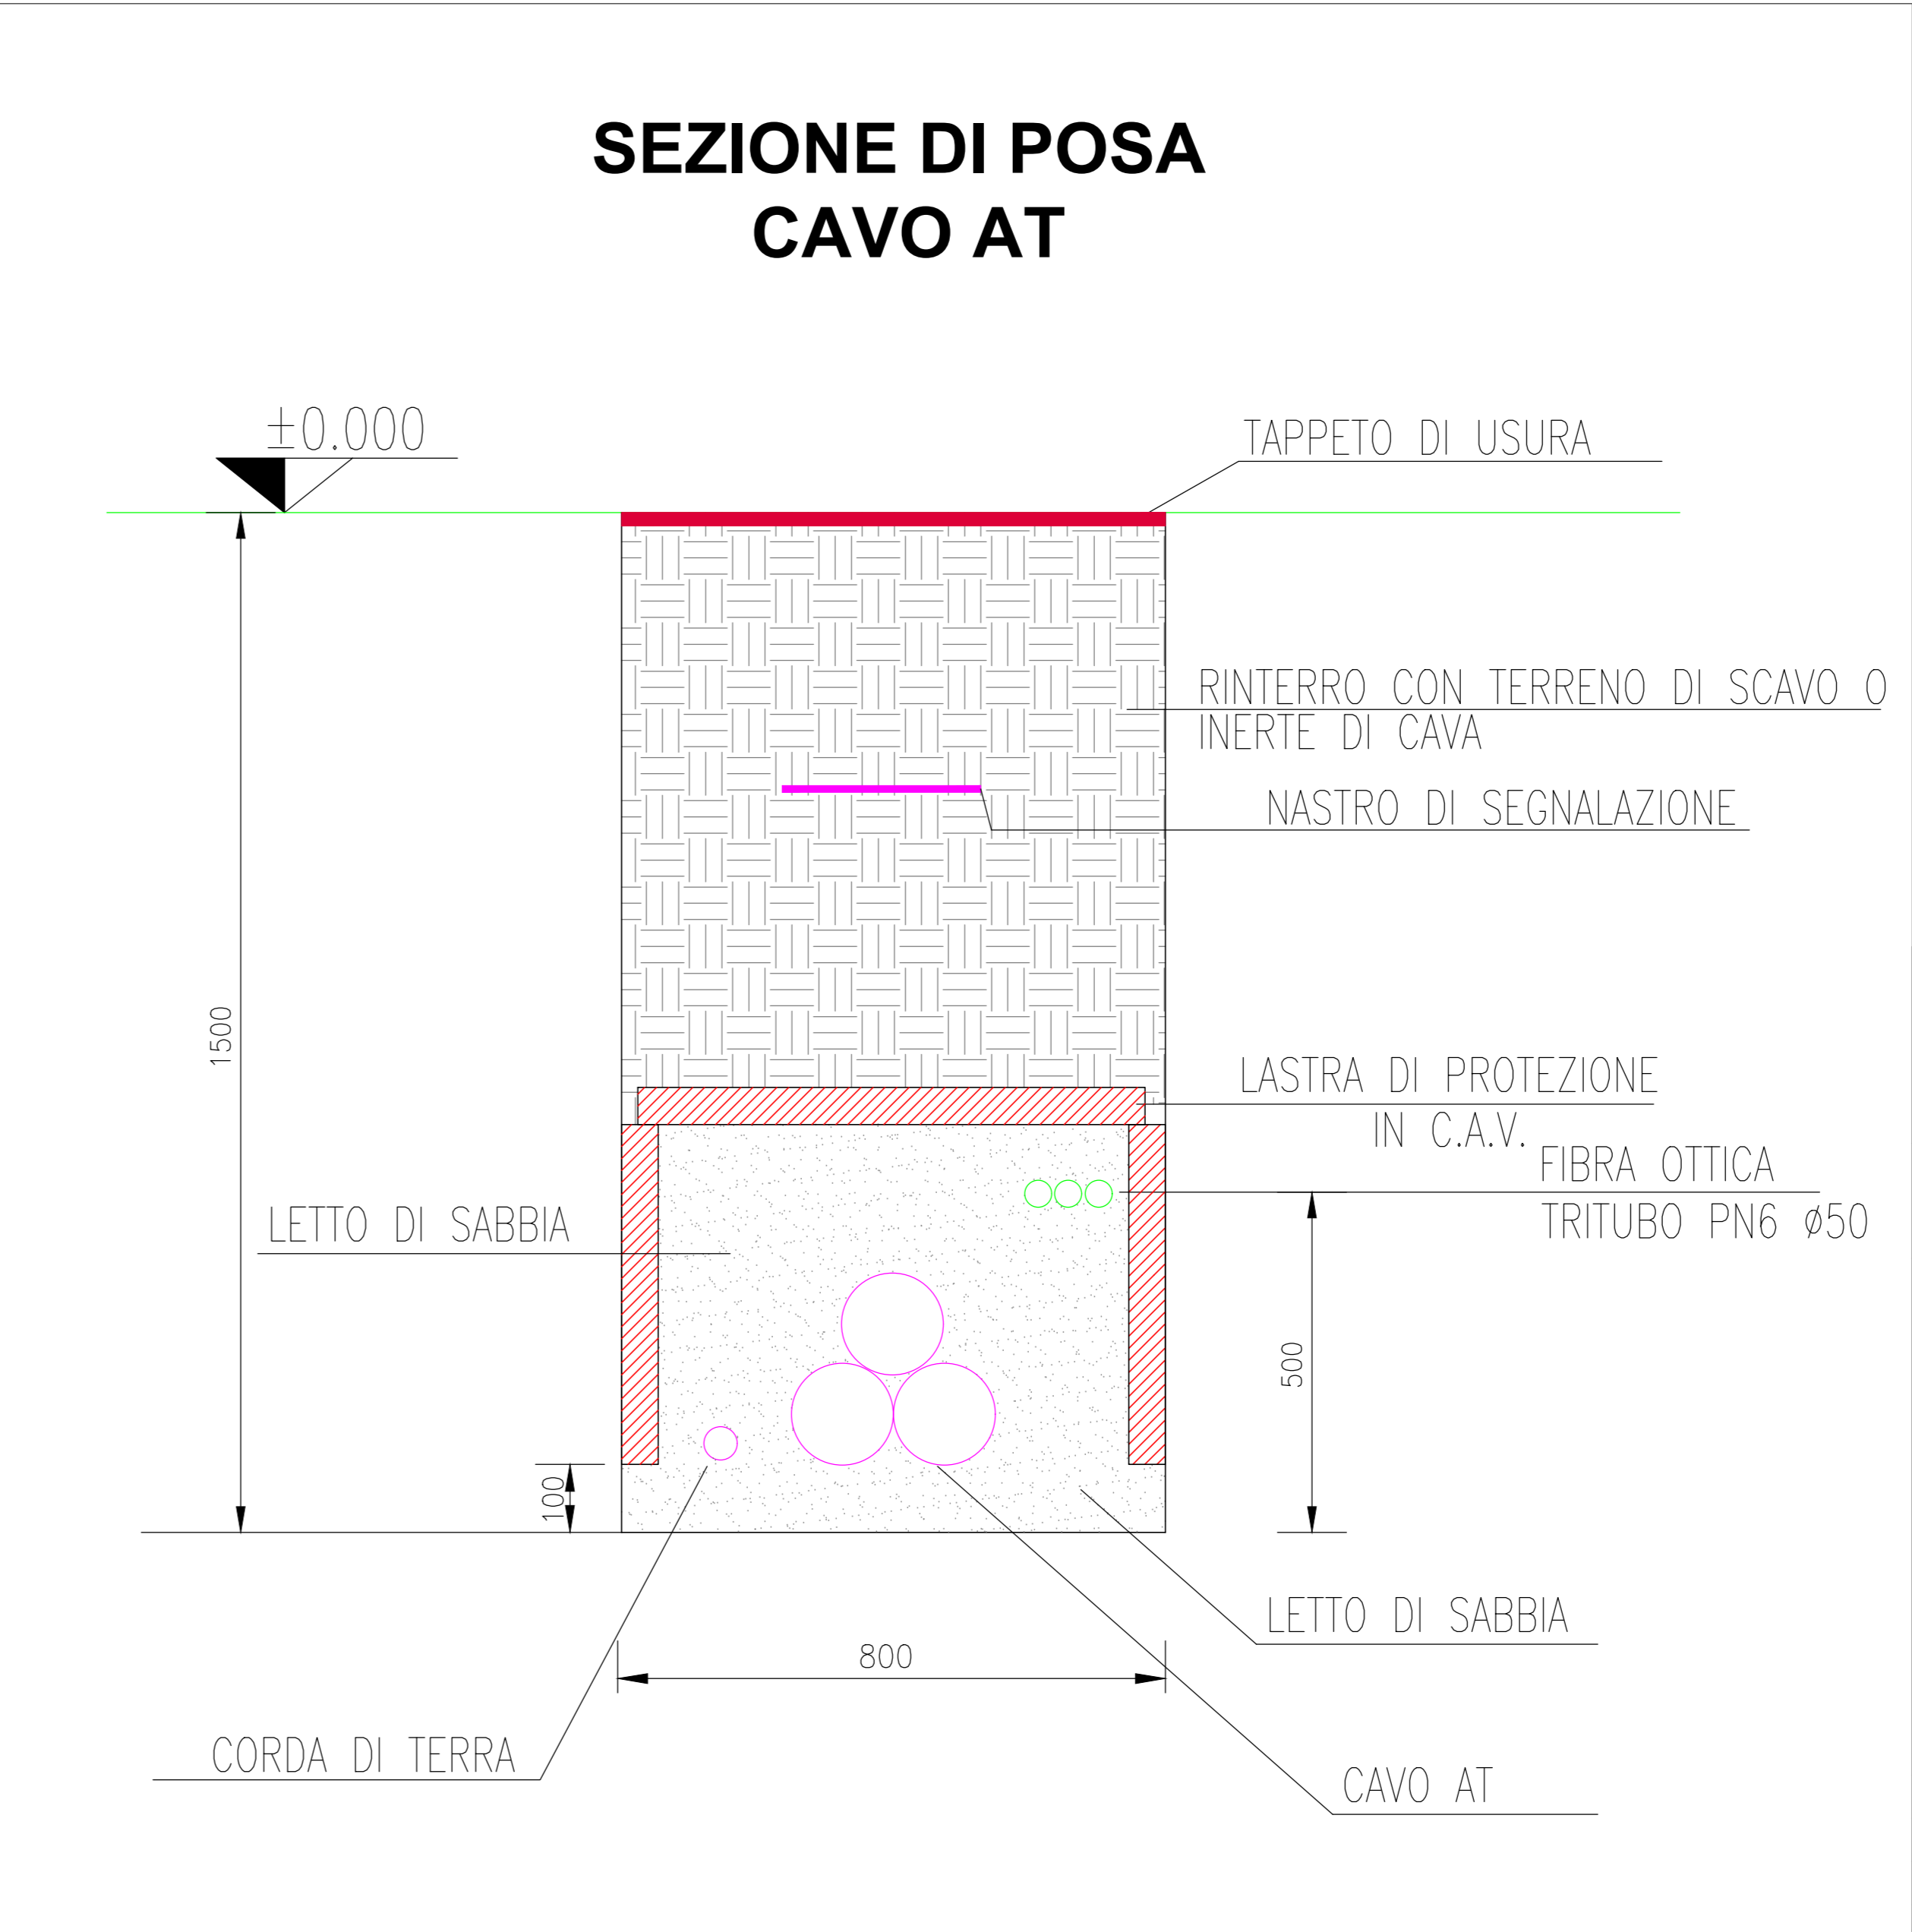 SEZIONE DI POSA
CAVO AT
±0.000
TAPPETO DI USURA
RINTERRO CON TERRENO DI SCAVO O
INERTE DI CAVA
NASTRO DI SEGNALAZIONE
1500
LASTRA DI PROTEZIONE
IN C.A.V.
FIBRA OTTICA
TRITUBO PN6 ø50
LETTO DI SABBIA
500
100
LETTO DI SABBIA
800
CORDA DI TERRA
CAVO AT